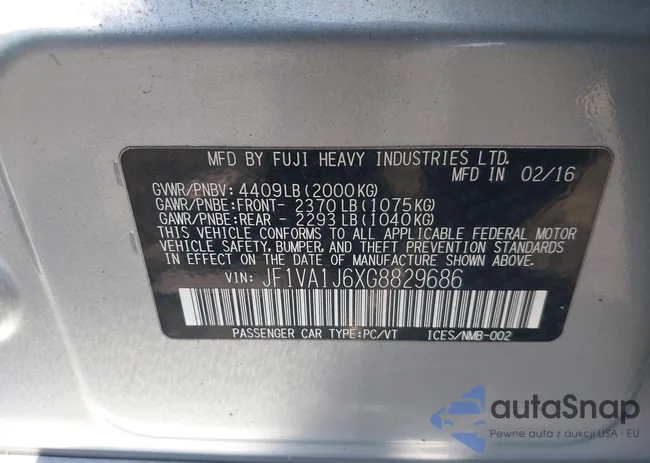 MFD BY FUJI HEAVY INDUSTRIES LTD.
MFD IN 02/16
GVWR/PNBV: 4409LB (2000KG)
GAWR/PNBE:FRONT- 2370LB (1075KG)
GAWR/PNBE:REAR - 2293LB (1040KG)
THIS VEHICLE CONFORMS TO ALL APPLICABLE FEDERAL MOTOR
VEHICLE SAFETY, BUMPER, AND THEFT PREVENTION STANDARDS
IN EFFECT ON THE DATE OF MANUFACTURE SHOWN ABOVE.
VIN: JF1VA1J6XG8829686
PASSENGER CAR TYPE:PC/VT ICES/NMB-002
autaSnap
Pewne auta z aukcji USA i EU